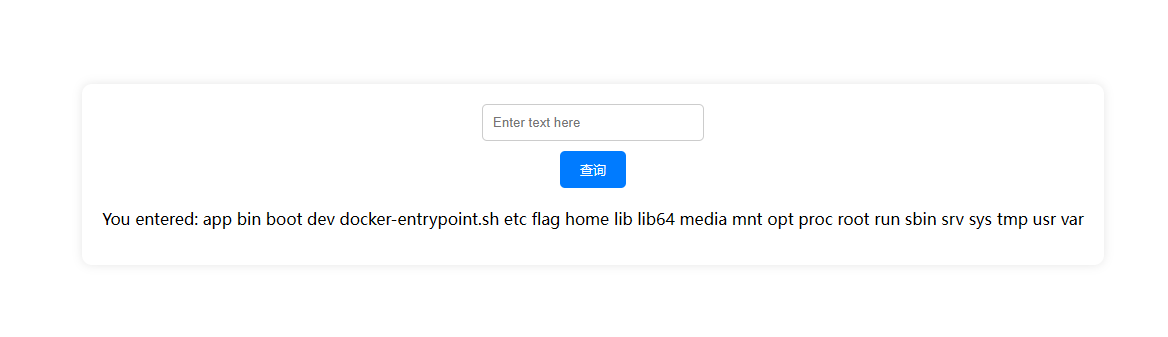 Enter text here
查询
You entered: app bin boot dev docker-entrypoint.sh etc flag home lib lib64 media mnt opt proc root run sbin srv sys tmp usr var